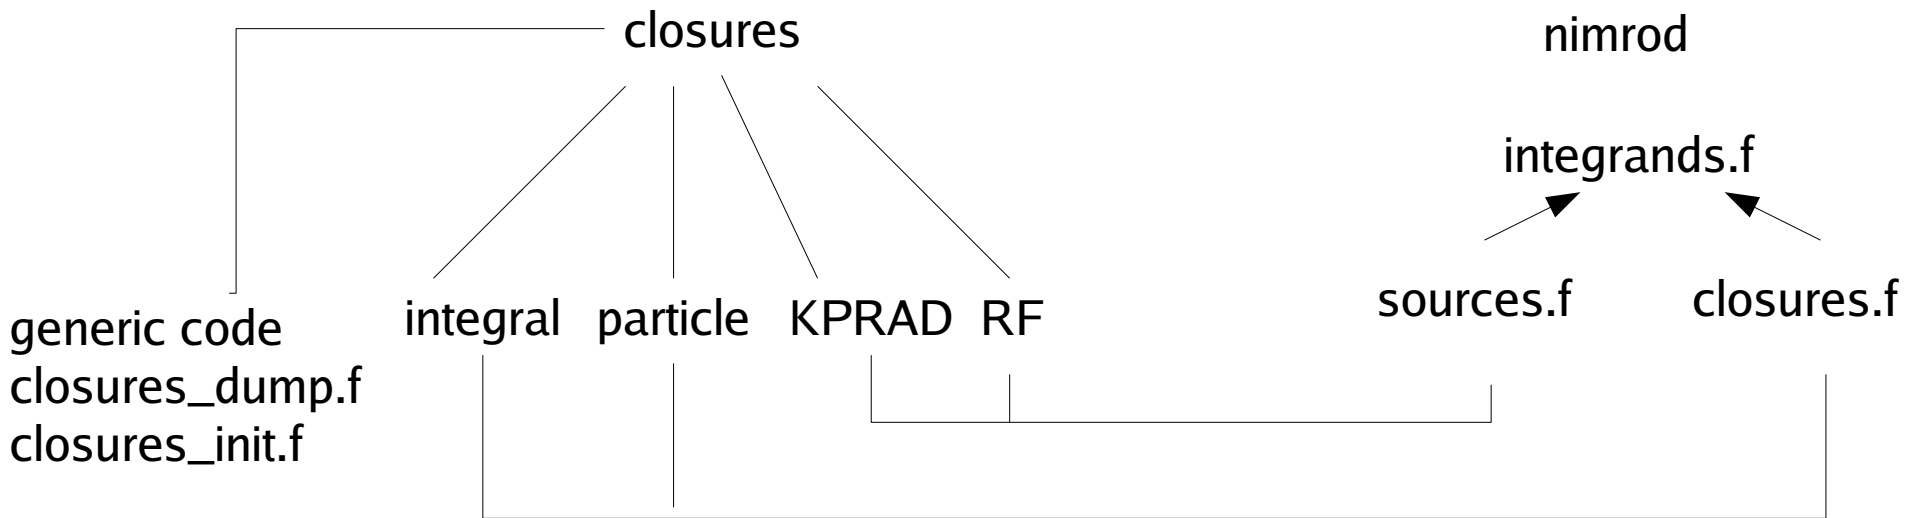 closures
nimrod
integrands.f
generic code
closures_dump.f
closures_init.f
integral
particle
KPRAD
RF
sources.f
closures.f